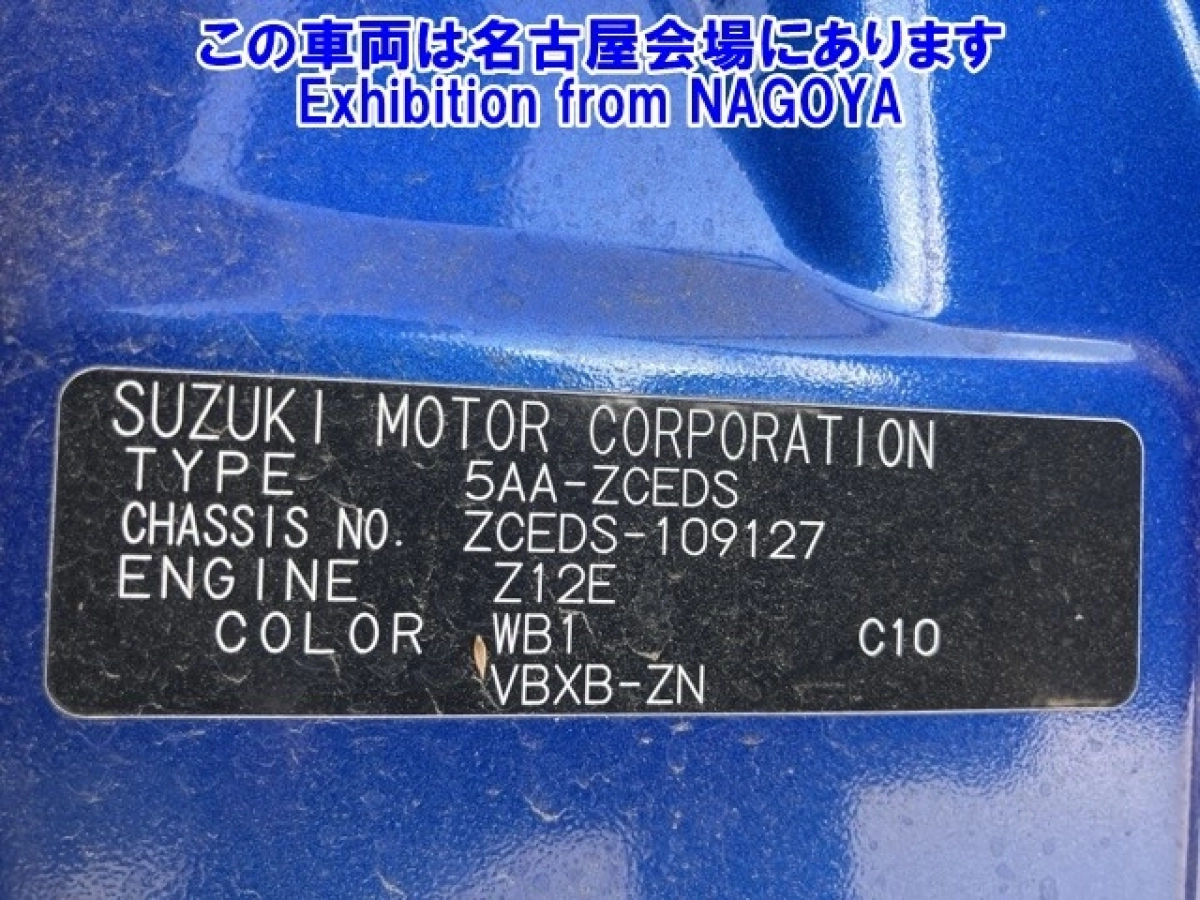 この車両は名古屋会場にあります
Exhibition from NAGOYA
SUZUKI MOTOR CORPORATION
TYPE 5AA-ZCEDS
CHASSIS NO. ZCEDS-109127
ENGINE Z12E
COLOR WB1 C10
VBXB-ZN